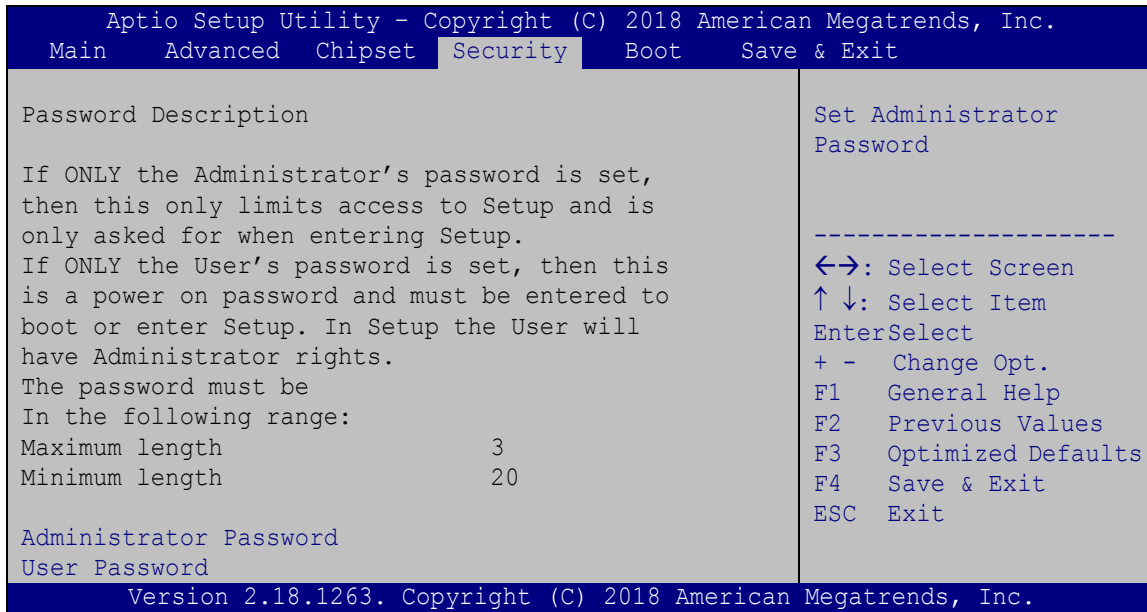 Aptio Setup Utility – Copyright (C) 2018 American Megatrends, Inc.
Main Advanced Chipset Security Boot Save & Exit
Password Description
If ONLY the Administrator’s password is set,
then this only limits access to Setup and is
only asked for when entering Setup.
If ONLY the User’s password is set, then this
is a power on password and must be entered to
boot or enter Setup. In Setup the User will
have Administrator rights.
The password must be
In the following range:
Maximum length 3
Minimum length 20
Administrator Password
User Password
Set Administrator
Password
---------------------
←→: Select Screen
↑ ↓: Select Item
EnterSelect
+ - Change Opt.
F1 General Help
F2 Previous Values
F3 Optimized Defaults
F4 Save & Exit
ESC Exit
Version 2.18.1263. Copyright (C) 2018 American Megatrends, Inc.